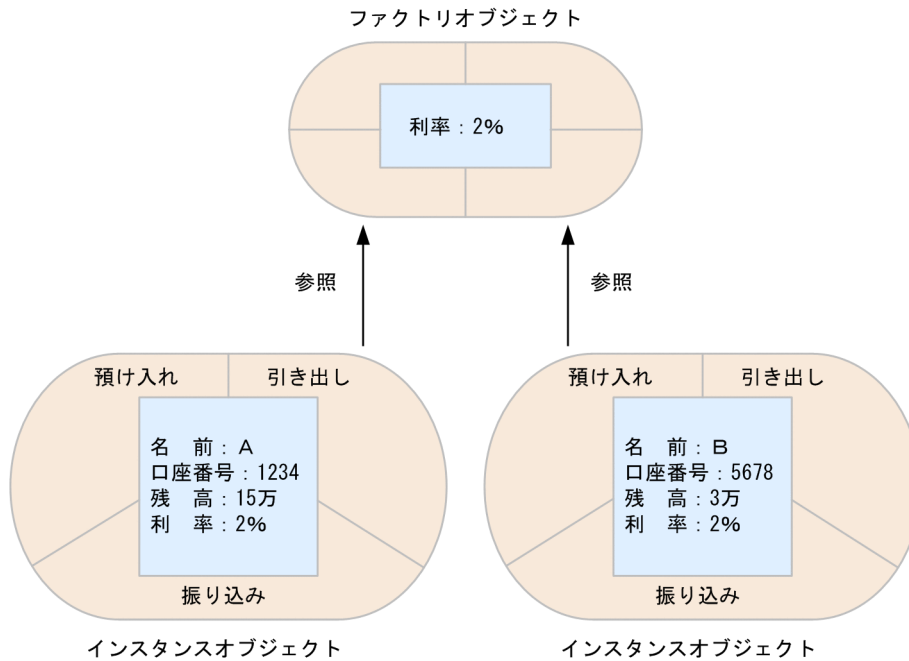 ファクトリオブジェクト
利率：2%
参照
参照
預け入れ
引き出し
名　前：A
口座番号：1234
残　高：15万
利　率：2%
振り込み
インスタンスオブジェクト
預け入れ
引き出し
名　前：B
口座番号：5678
残　高：3万
利　率：2%
振り込み
インスタンスオブジェクト